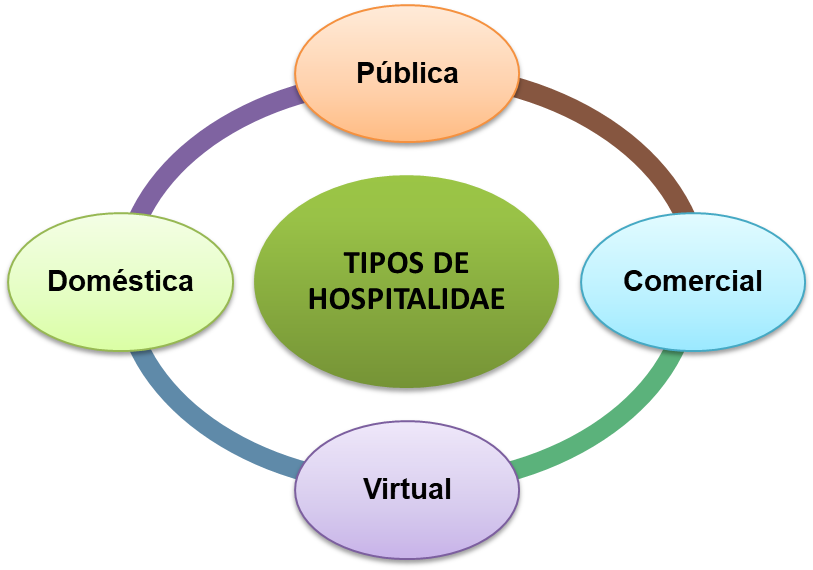 Pública
Doméstica
TIPOS DE
HOSPITALIDAE
Comercial
Virtual